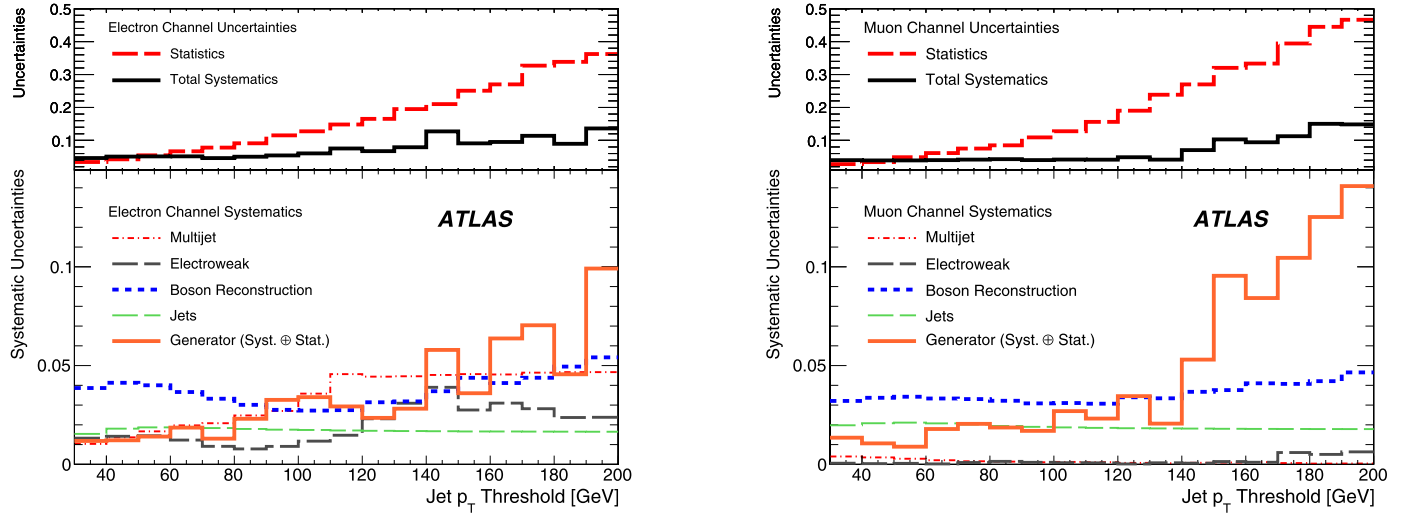 Uncertainties
0.5
0.4
0.3
0.2
0.1
Electron Channel Uncertainties
Statistics
Total Systematics
Systematic Uncertainties
0.1
0.05
0
Electron Channel Systematics
ATLAS
Multijet
Electroweak
Boson Reconstruction
Jets
Generator (Syst. ⊕ Stat.)
40 60 80 100 120 140 160 180 200
Jet pT Threshold [GeV]
Uncertainties
0.5
0.4
0.3
0.2
0.1
Muon Channel Uncertainties
Statistics
Total Systematics
Systematic Uncertainties
0.1
0.05
0
Muon Channel Systematics
ATLAS
Multijet
Electroweak
Boson Reconstruction
Jets
Generator (Syst. ⊕ Stat.)
40 60 80 100 120 140 160 180 200
Jet pT Threshold [GeV]